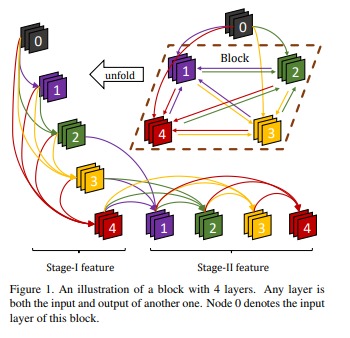 0
0
Block
1
2
unfold
1
2
4
3
3
4
1
2
3
4
Stage-I feature
Stage-II feature
Figure 1. An illustration of a block with 4 layers. Any layer is
both the input and output of another one. Node 0 denotes the input
layer of this block.